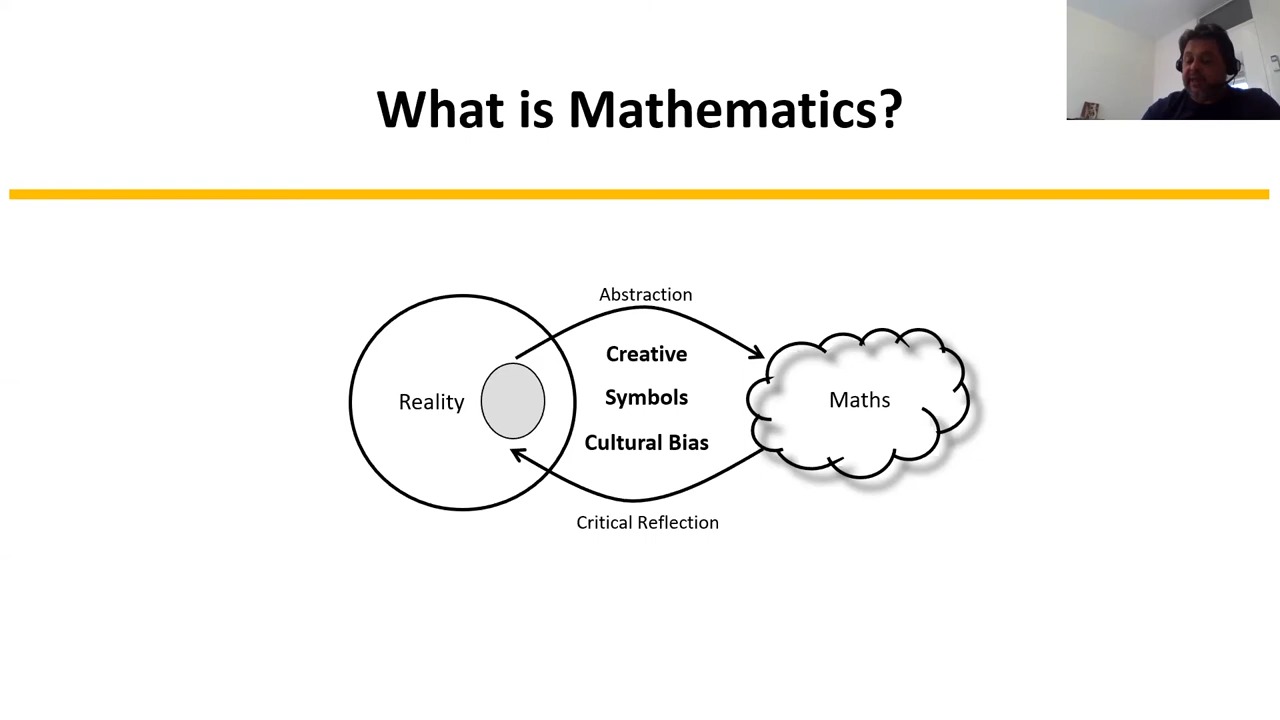 What is Mathematics?
Abstraction
Creative
Symbols
Cultural Bias
Reality
Maths
Critical Reflection